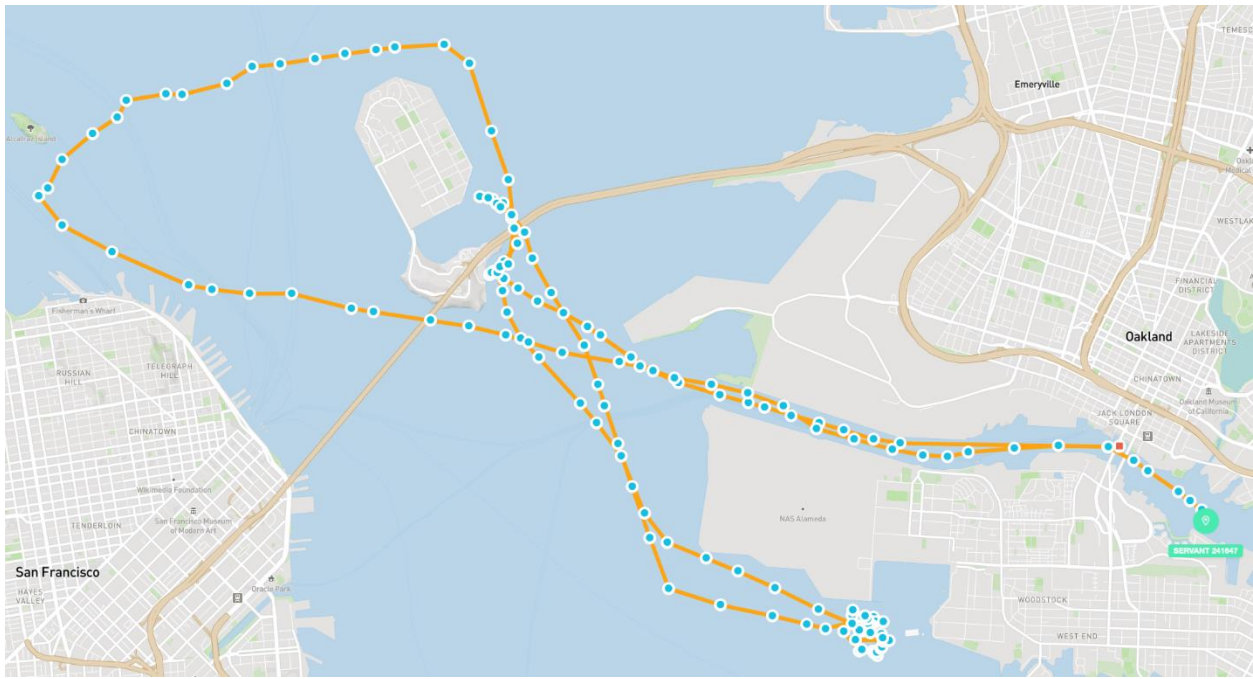 TEMESC
Emeryville
Alcatraz Island
WESTLAK
FINANCIAL
DISTRICT
Fisherman's Wharf
Oakland
LAKESIDE
APARTMENTS
DISTRICT
RUSSIAN
HILL
TELEGRAPH
HILL
CHINATOWN
Oakland Museum
of California
JACK LONDON
SQUARE
CHINATOWN
Wikimedia Foundation
San Francisco Museum
of Modern Art
TENDERLOIN
NAS Alameda
SERVANT 241647
San Francisco
HAYES
VALLEY
Oracle Park
WOODSTOCK
WEST END